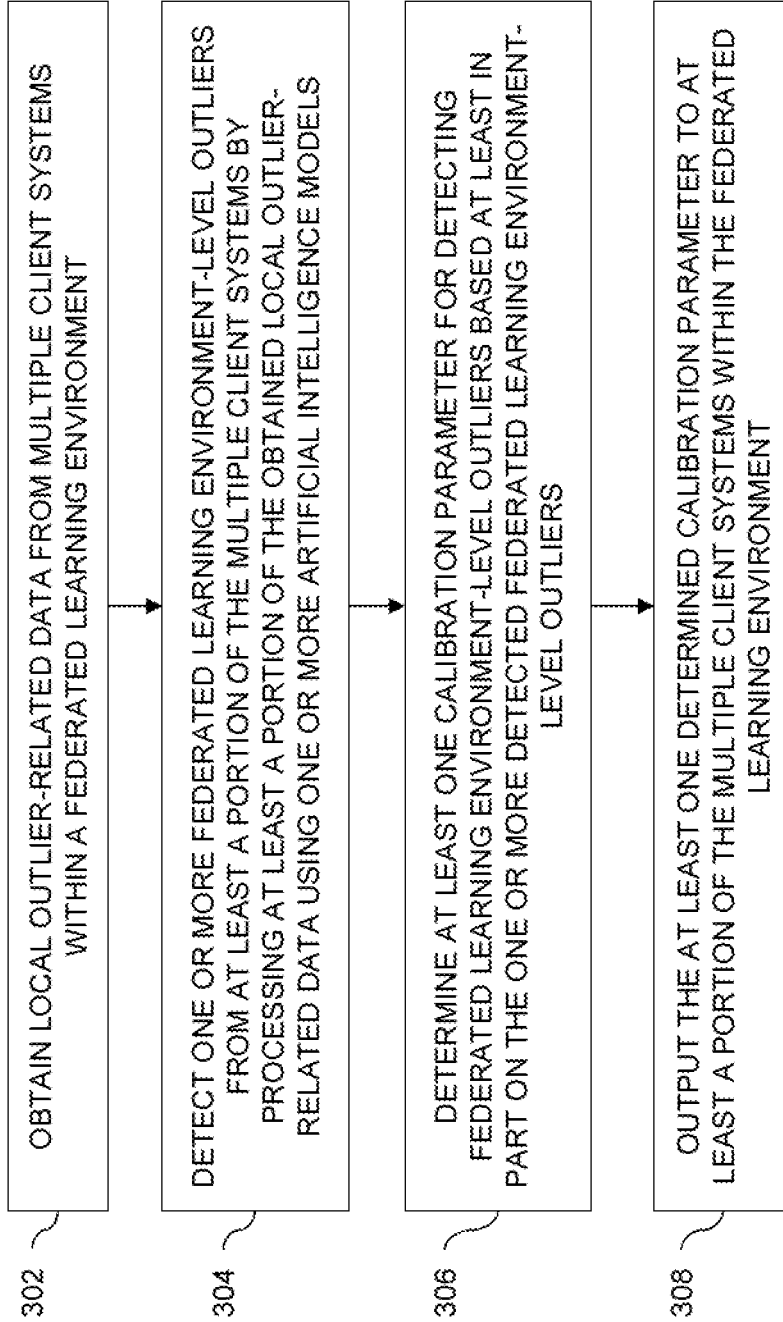 302
OBTAIN LOCAL OUTLIER-RELATED DATA FROM MULTIPLE CLIENT SYSTEMS
WITHIN A FEDERATED LEARNING ENVIRONMENT
304
DETECT ONE OR MORE FEDERATED LEARNING ENVIRONMENT-LEVEL OUTLIERS
FROM AT LEAST A PORTION OF THE MULTIPLE CLIENT SYSTEMS BY
PROCESSING AT LEAST A PORTION OF THE OBTAINED LOCAL OUTLIER-
RELATED DATA USING ONE OR MORE ARTIFICIAL INTELLIGENCE MODELS
306
DETERMINE AT LEAST ONE CALIBRATION PARAMETER FOR DETECTING
FEDERATED LEARNING ENVIRONMENT-LEVEL OUTLIERS BASED AT LEAST IN
PART ON THE ONE OR MORE DETECTED FEDERATED LEARNING ENVIRONMENT-
LEVEL OUTLIERS
308
OUTPUT THE AT LEAST ONE DETERMINED CALIBRATION PARAMETER TO AT
LEAST A PORTION OF THE MULTIPLE CLIENT SYSTEMS WITHIN THE FEDERATED
LEARNING ENVIRONMENT